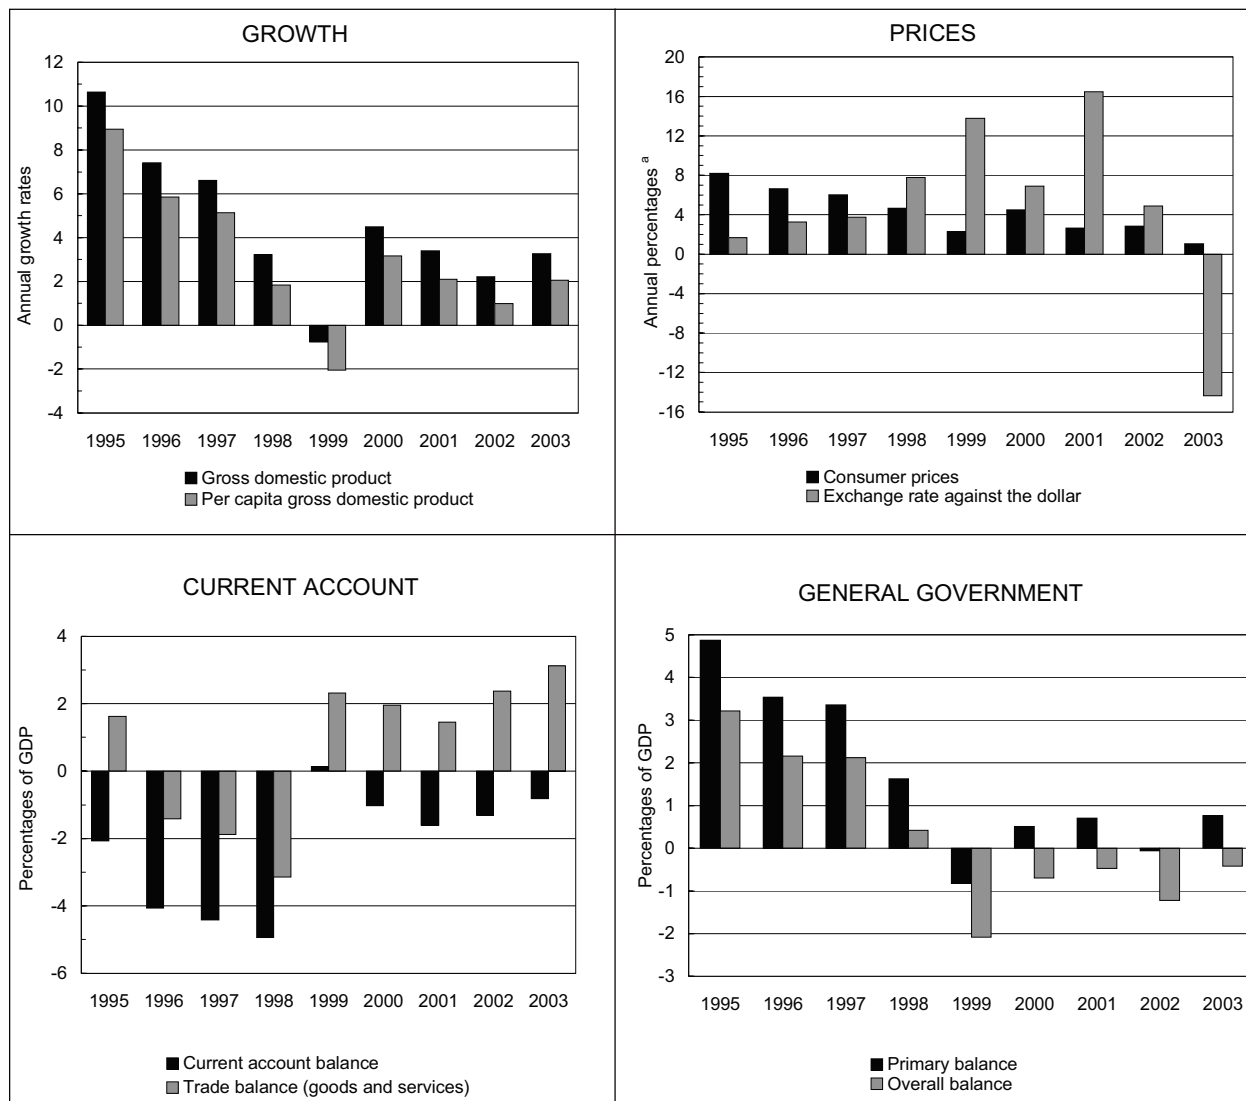 GROWTH
Annual growth rates
12
10
8
6
4
2
0
-2
-4
1995 1996 1997 1998 1999 2000 2001 2002 2003
Gross domestic product
Per capita gross domestic product
PRICES
Annual percentages a
20
16
12
8
4
0
-4
-8
-12
-16
1995 1996 1997 1998 1999 2000 2001 2002 2003
Consumer prices
Exchange rate against the dollar
CURRENT ACCOUNT
Percentages of GDP
4
2
0
-2
-4
-6
1995 1996 1997 1998 1999 2000 2001 2002 2003
Current account balance
Trade balance (goods and services)
GENERAL GOVERNMENT
Percentages of GDP
5
4
3
2
1
0
-1
-2
-3
1995 1996 1997 1998 1999 2000 2001 2002 2003
Primary balance
Overall balance